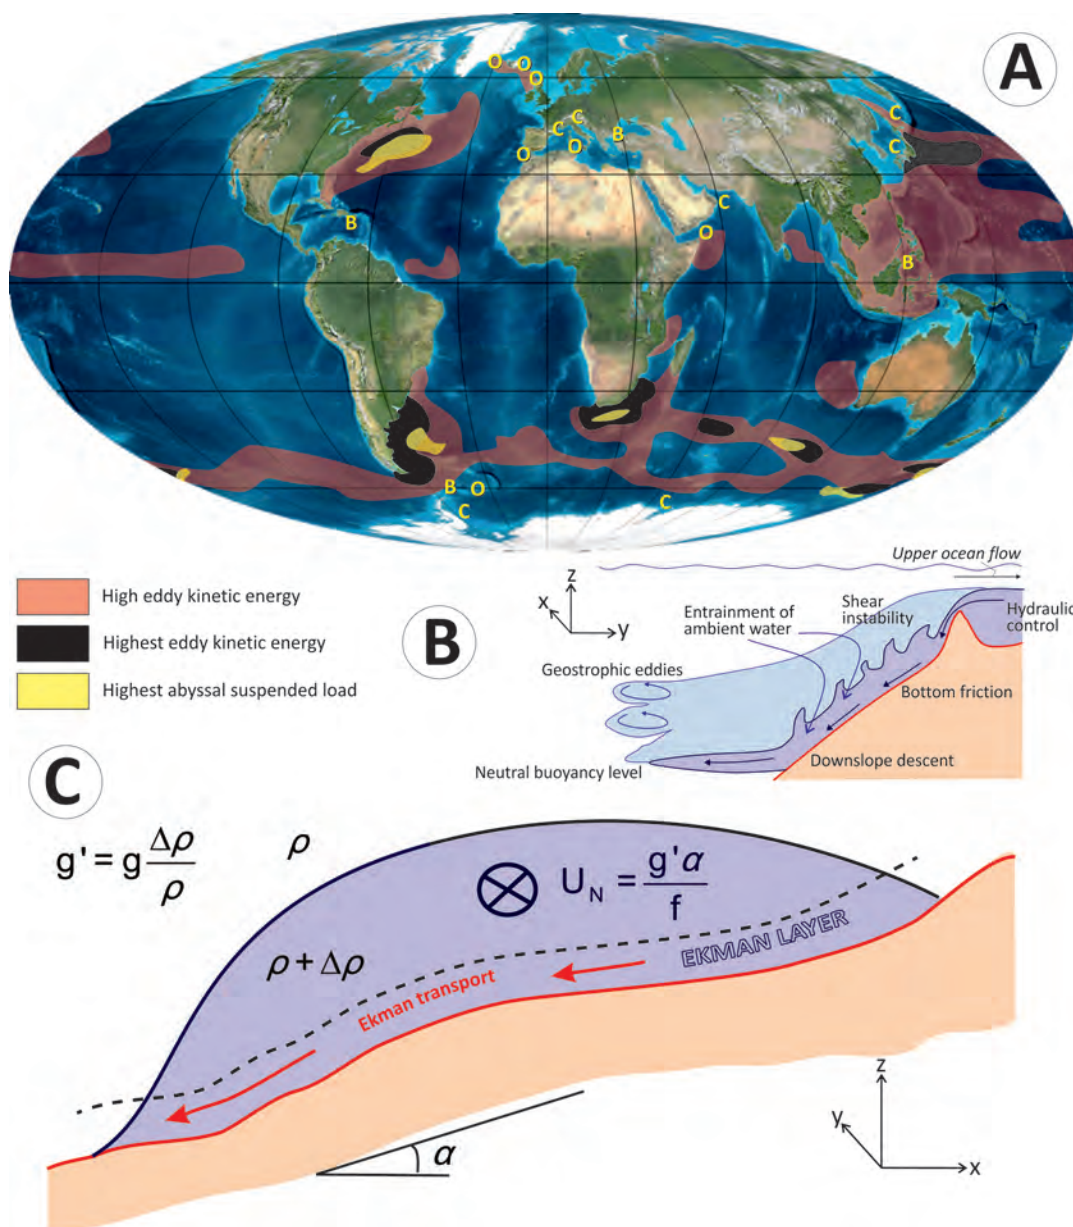 A
O
O
O
C
C
O
O
B
C
C
C
O
B
B
B
O
C
C
High eddy kinetic energy
Highest eddy kinetic energy
Highest abyssal suspended load
B
Upper ocean flow
z
x
y
Entrainment of
ambient water
Shear
instability
Hydraulic
control
Geostrophic eddies
Bottom friction
Neutral buoyancy level
Downslope descent
C
g' = g Δρ/ρ
ρ
U_N = g'α/f
ρ + Δρ
EKMAN LAYER
Ekman transport
α
z
y
x